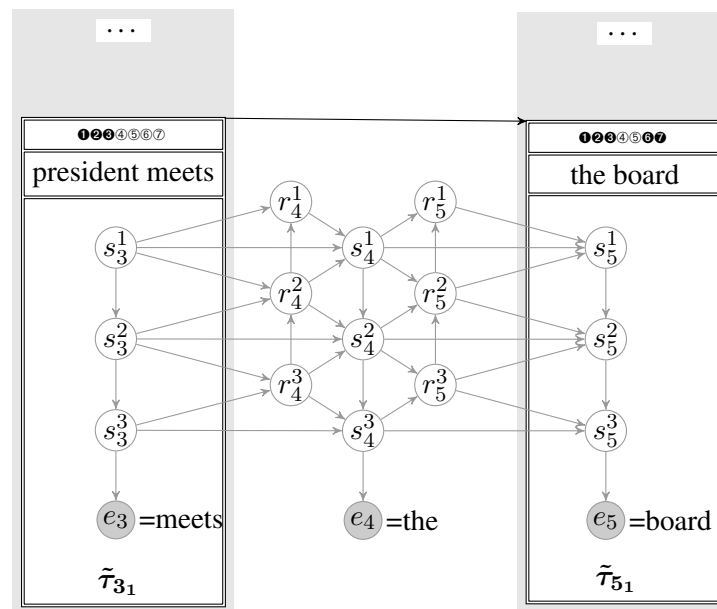 ... ...
❶❷❸④⑤⑥⑦ ❶❷❸④⑤❻❼
president meets the board
r_4^1 r_5^1
s_3^1 s_4^1 s_5^1
r_4^2 r_5^2
s_3^2 s_4^2 s_5^2
r_4^3 r_5^3
s_3^3 s_4^3 s_5^3
e_3 =meets e_4 =the e_5 =board
τ̃_{3_1} τ̃_{5_1}